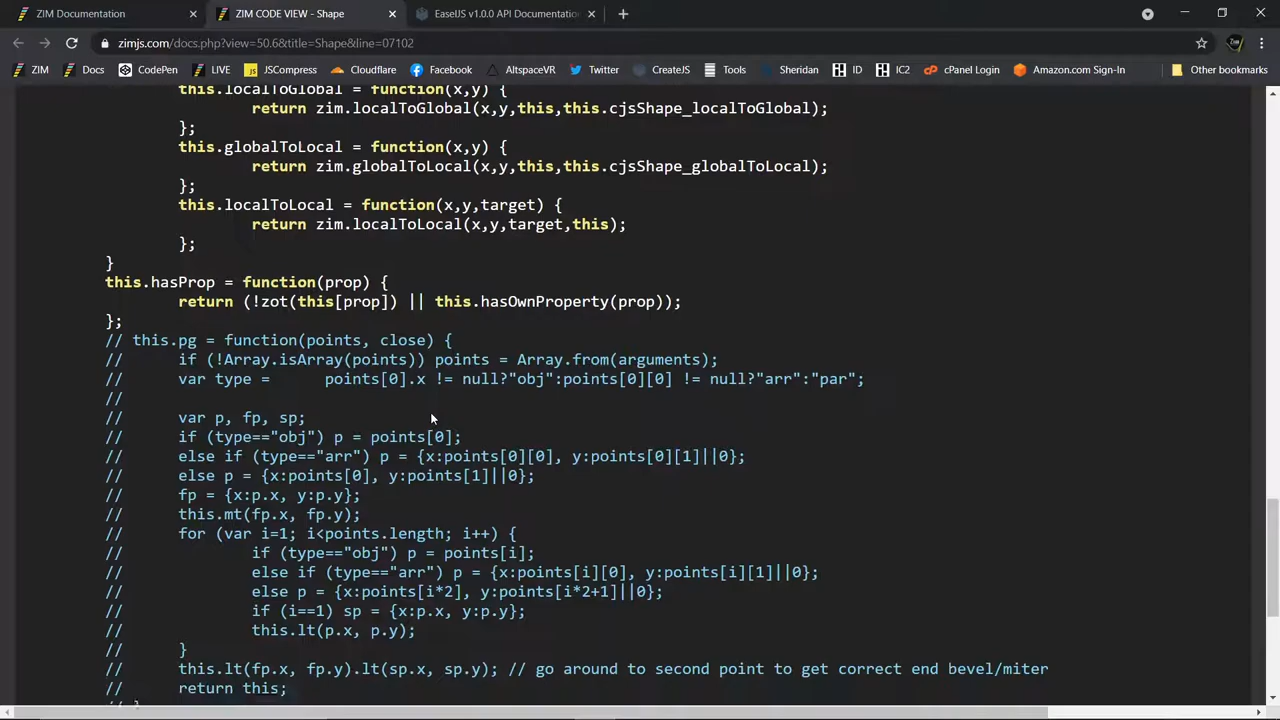 ZIM Documentation
ZIM CODE VIEW - Shape
EaselJS v1.0.0 API Documentation
zimjs.com/docs.php?view=50.6&title=Shape&line=07102
ZIM Docs CodePen LIVE JSCompress Cloudflare Facebook AltspaceVR Twitter CreateJS Tools Sheridan ID IC2 cPanel Login Amazon.com Sign-In Other bookmarks
this.localToGlobal = function(x,y) {
return zim.localToGlobal(x,y,this,this.cjsShape_localToGlobal);
};
this.globalToLocal = function(x,y) {
return zim.globalToLocal(x,y,this,this.cjsShape_globalToLocal);
};
this.localToLocal = function(x,y,target) {
return zim.localToLocal(x,y,target,this);
};
}
this.hasProp = function(prop) {
return (!zot(this[prop]) || this.hasOwnProperty(prop));
};
// this.pg = function(points, close) {
// if (!Array.isArray(points)) points = Array.from(arguments);
// var type = points[0].x != null?"obj":points[0][0] != null?"arr":"par";
//
// var p, fp, sp;
// if (type=="obj") p = points[0];
// else if (type=="arr") p = {x:points[0][0], y:points[0][1]||0};
// else p = {x:points[0], y:points[1]||0};
// fp = {x:p.x, y:p.y};
// this.mt(fp.x, fp.y);
// for (var i=1; i<points.length; i++) {
// if (type=="obj") p = points[i];
// else if (type=="arr") p = {x:points[i][0], y:points[i][1]||0};
// else p = {x:points[i*2], y:points[i*2+1]||0};
// if (i==1) sp = {x:p.x, y:p.y};
// this.lt(p.x, p.y);
// }
// this.lt(fp.x, fp.y).lt(sp.x, sp.y); // go around to second point to get correct end bevel/miter
// return this;